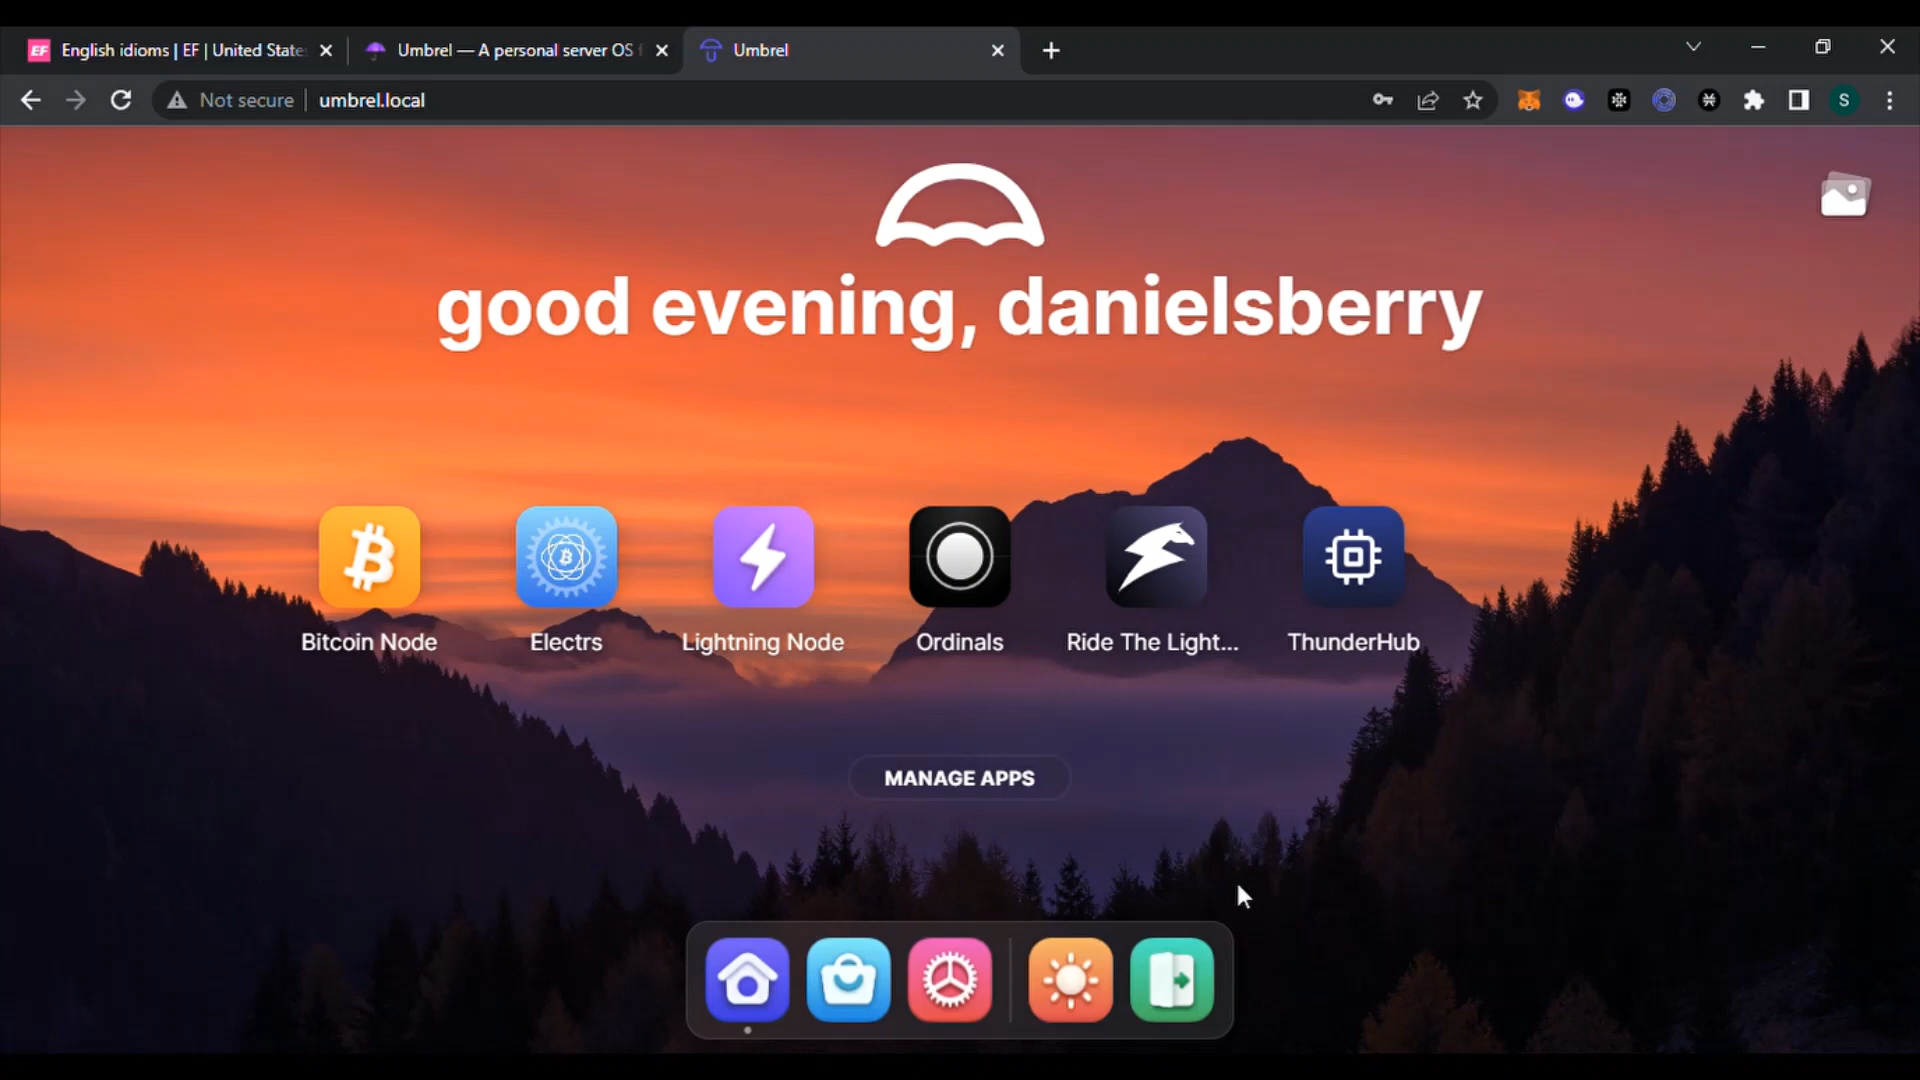 EF English idioms | EF | United State
Umbrel — A personal server OS f
Umbrel
Not secure
umbrel.local
S
good evening, danielsberry
Bitcoin Node
Electrs
Lightning Node
Ordinals
Ride The Light...
ThunderHub
MANAGE APPS